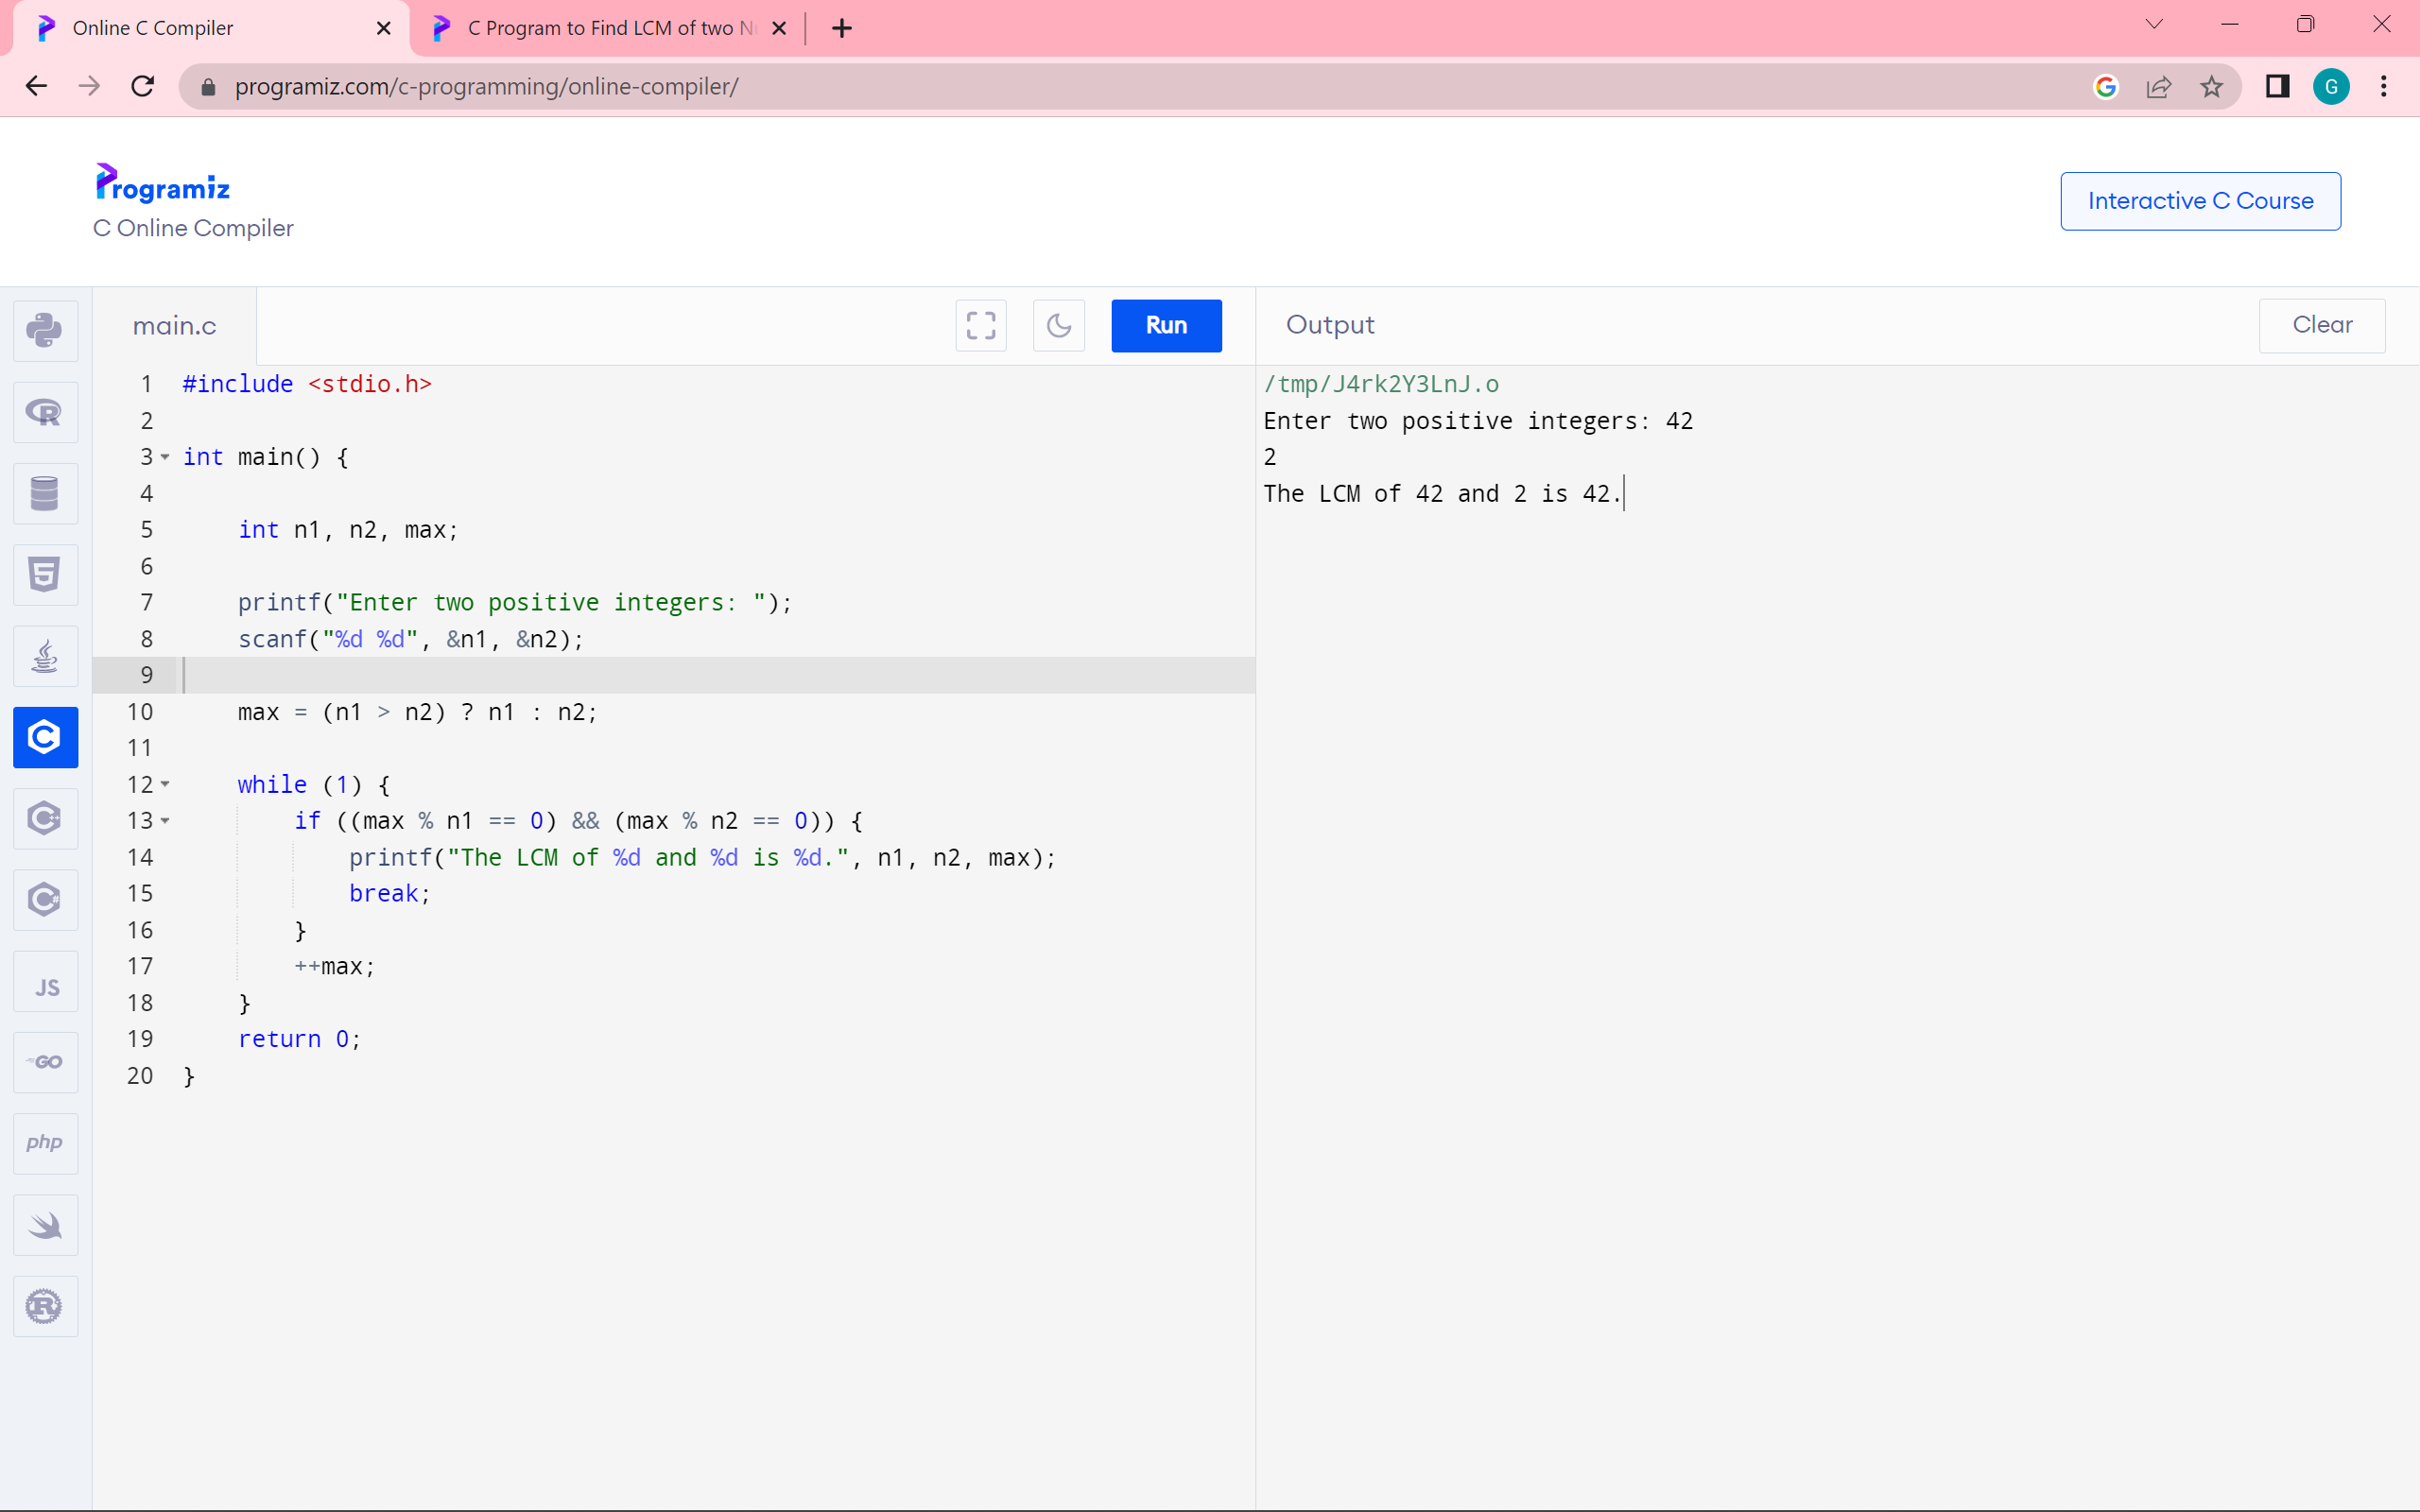 Online C Compiler
C Program to Find LCM of two N
programiz.com/c-programming/online-compiler/
G
Programiz
C Online Compiler
Interactive C Course
main.c
Run
Output
Clear
1 #include <stdio.h>
2
3 int main() {
4
5     int n1, n2, max;
6
7     printf("Enter two positive integers: ");
8     scanf("%d %d", &n1, &n2);
9
10     max = (n1 > n2) ? n1 : n2;
11
12     while (1) {
13         if ((max % n1 == 0) && (max % n2 == 0)) {
14             printf("The LCM of %d and %d is %d.", n1, n2, max);
15             break;
16         }
17         ++max;
18     }
19     return 0;
20 }
/tmp/J4rk2Y3LnJ.o
Enter two positive integers: 42
2
The LCM of 42 and 2 is 42.
R
5
C
C++
C#
JS
GO
php
R